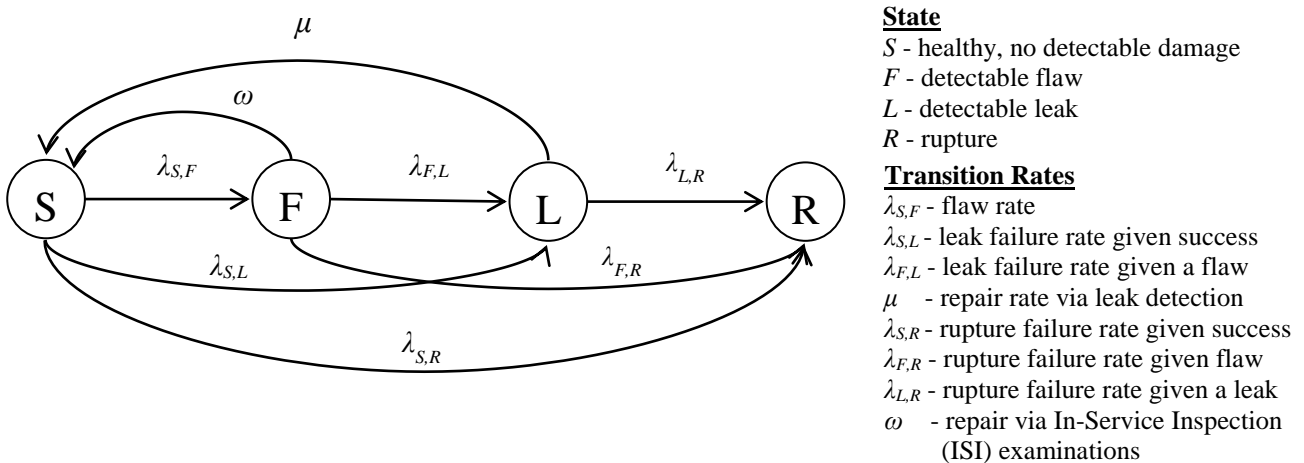 μ
ω
λS,F
λF,L
λL,R
S
F
L
R
λS,L
λF,R
λS,R
State
S - healthy, no detectable damage
F - detectable flaw
L - detectable leak
R - rupture
Transition Rates
λS,F - flaw rate
λS,L - leak failure rate given success
λF,L - leak failure rate given a flaw
μ - repair rate via leak detection
λS,R - rupture failure rate given success
λF,R - rupture failure rate given flaw
λL,R - rupture failure rate given a leak
ω - repair via In-Service Inspection
(ISI) examinations